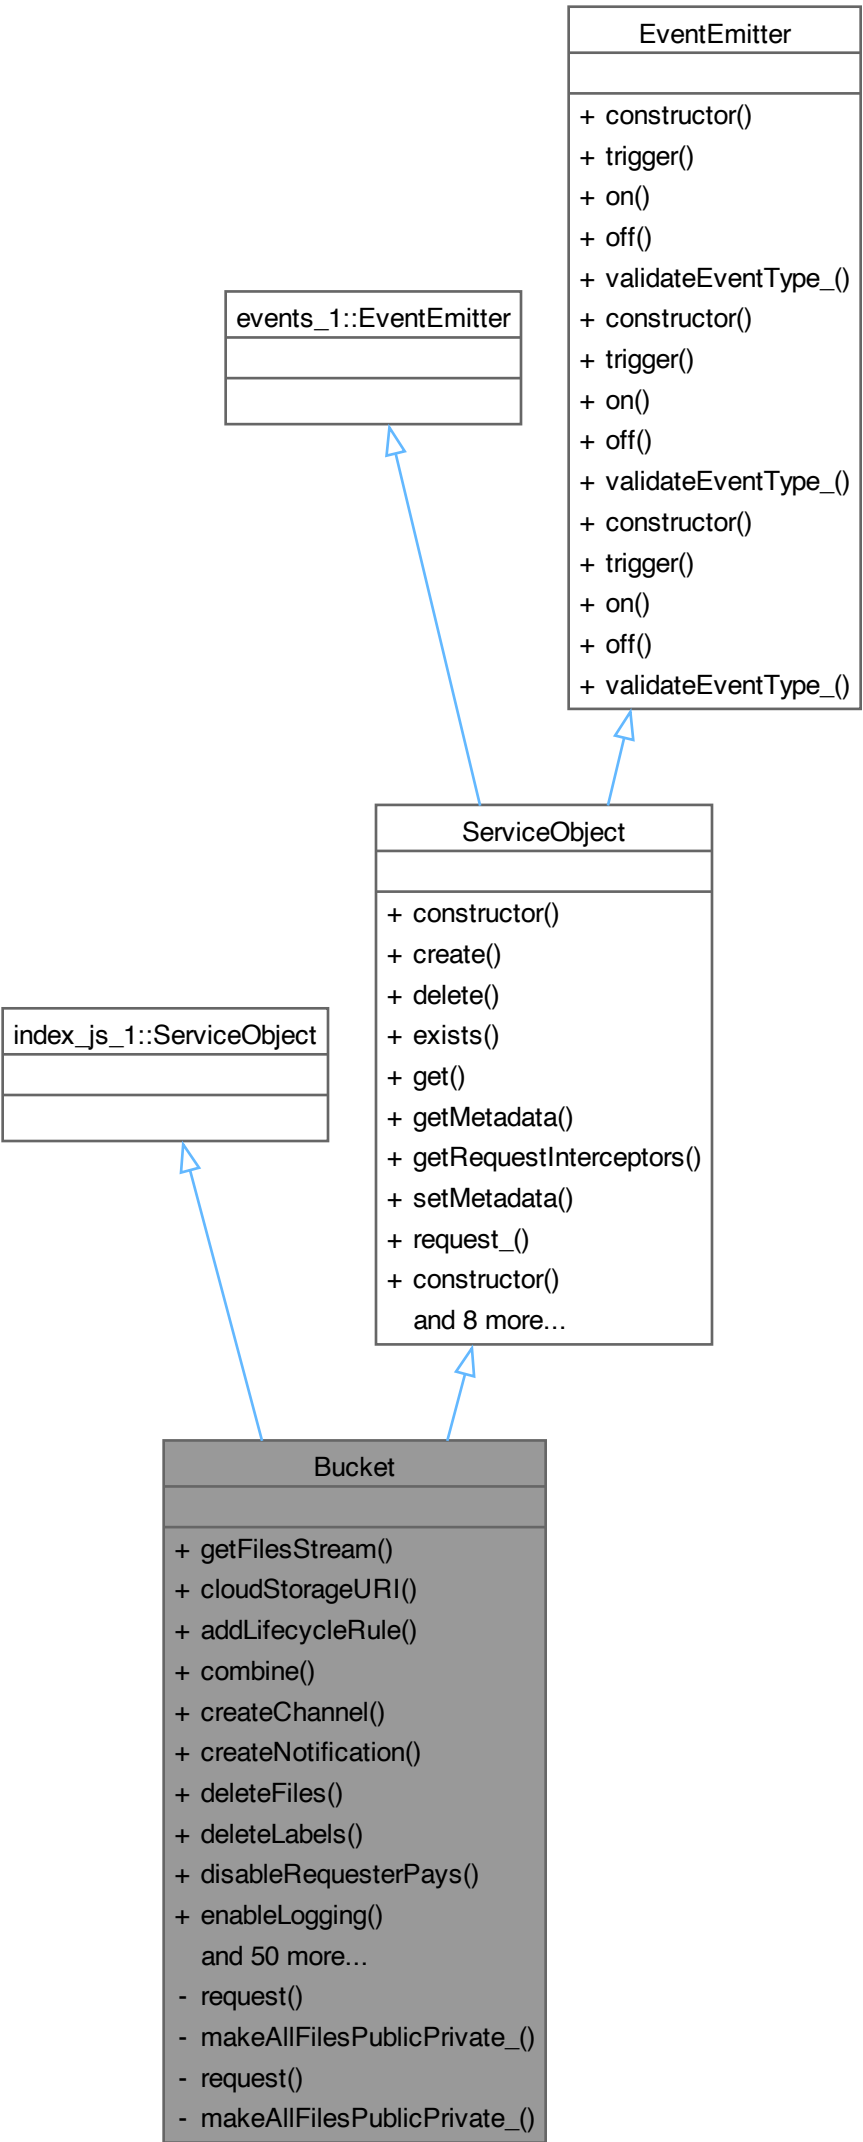 EventEmitter
+ constructor()
+ trigger()
+ on()
+ off()
+ validateEventType_()
+ constructor()
+ trigger()
+ on()
+ off()
+ validateEventType_()
+ constructor()
+ trigger()
+ on()
+ off()
+ validateEventType_()
events_1::EventEmitter
ServiceObject
+ constructor()
+ create()
+ delete()
+ exists()
+ get()
+ getMetadata()
+ getRequestInterceptors()
+ setMetadata()
+ request_()
+ constructor()
and 8 more...
index_js_1::ServiceObject
Bucket
+ getFilesStream()
+ cloudStorageURI()
+ addLifecycleRule()
+ combine()
+ createChannel()
+ createNotification()
+ deleteFiles()
+ deleteLabels()
+ disableRequesterPays()
+ enableLogging()
and 50 more...
- request()
- makeAllFilesPublicPrivate_()
- request()
- makeAllFilesPublicPrivate_()